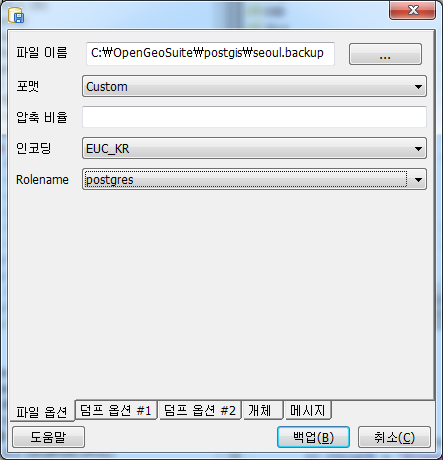 파일 이름 C:₩OpenGeoSuite₩postgis₩seoul.backup ...
포맷 Custom
압축 비율
인코딩 EUC_KR
Rolename postgres
파일 옵션 덤프 옵션 #1 덤프 옵션 #2 개체 메시지
도움말 백업(B) 취소(C)